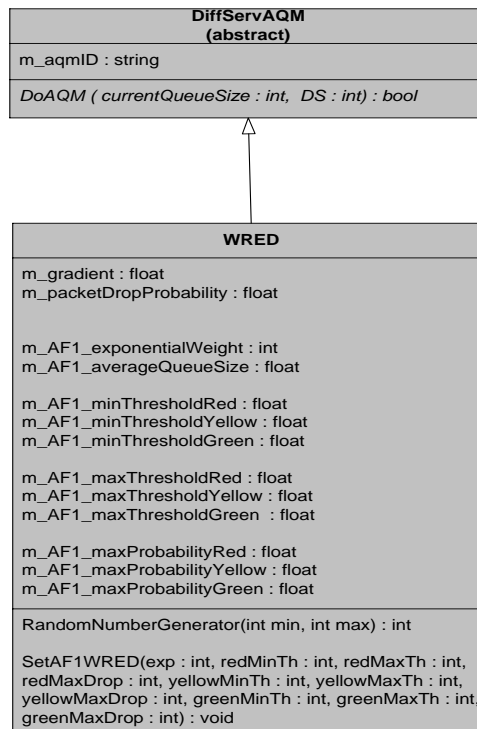 DiffServAQM
(abstract)
m_aqmID : string
DoAQM ( currentQueueSize : int, DS : int) : bool
WRED
m_gradient : float
m_packetDropProbability : float
m_AF1_exponentialWeight : int
m_AF1_averageQueueSize : float
m_AF1_minThresholdRed : float
m_AF1_minThresholdYellow : float
m_AF1_minThresholdGreen : float
m_AF1_maxThresholdRed : float
m_AF1_maxThresholdYellow : float
m_AF1_maxThresholdGreen : float
m_AF1_maxProbabilityRed : float
m_AF1_maxProbabilityYellow : float
m_AF1_maxProbabilityGreen : float
RandomNumberGenerator(int min, int max) : int
SetAF1WRED(exp : int, redMinTh : int, redMaxTh : int,
redMaxDrop : int, yellowMinTh : int, yellowMaxTh : int,
yellowMaxDrop : int, greenMinTh : int, greenMaxTh : int,
greenMaxDrop : int) : void